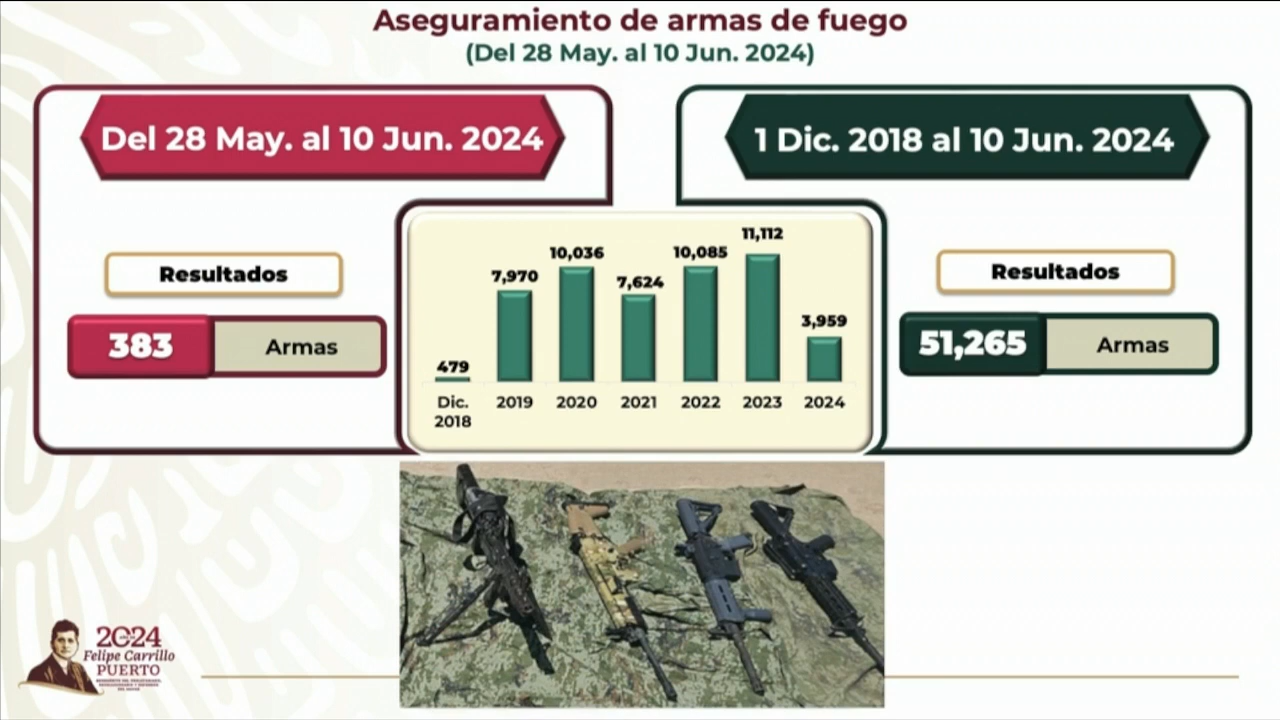 Aseguramiento de armas de fuego
(Del 28 May. al 10 Jun. 2024)
Del 28 May. al 10 Jun. 2024
Resultados
383 Armas
479
7,970
10,036
7,624
10,085
11,112
3,959
Dic.
2018
2019
2020
2021
2022
2023
2024
1 Dic. 2018 al 10 Jun. 2024
Resultados
51,265 Armas
2024
Felipe Carrillo
PUERTO